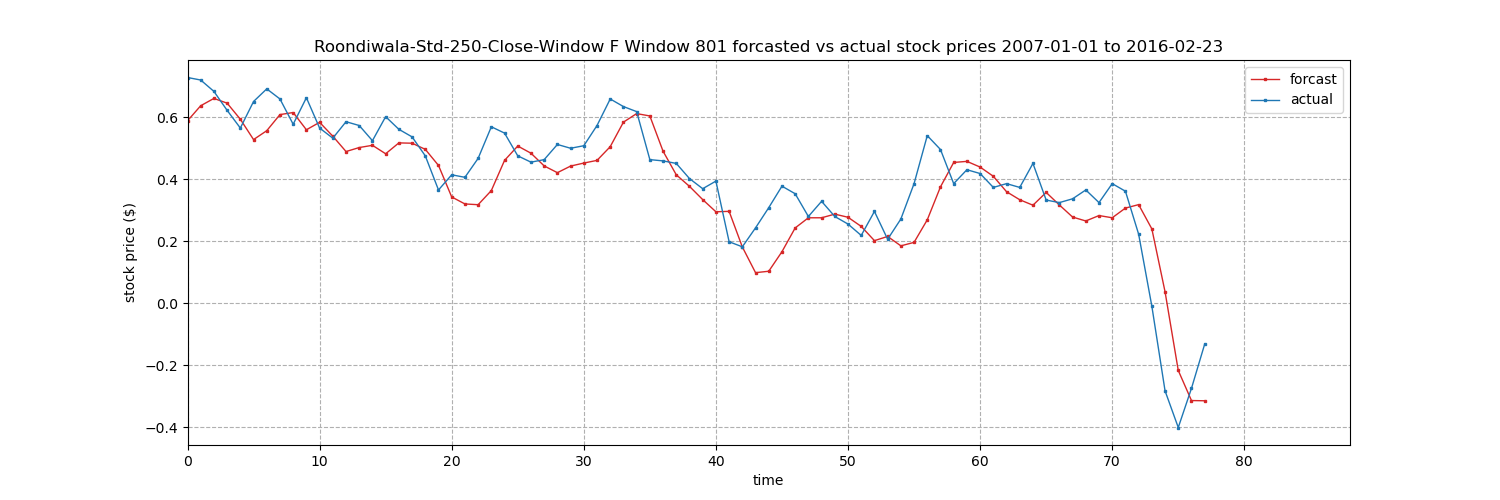 Roondiwala-Std-250-Close-Window F Window 801 forcasted vs actual stock prices 2007-01-01 to 2016-02-23
forcast
actual
stock price ($)
0.6
0.4
0.2
0.0
−0.2
−0.4
0 10 20 30 40 50 60 70 80
time